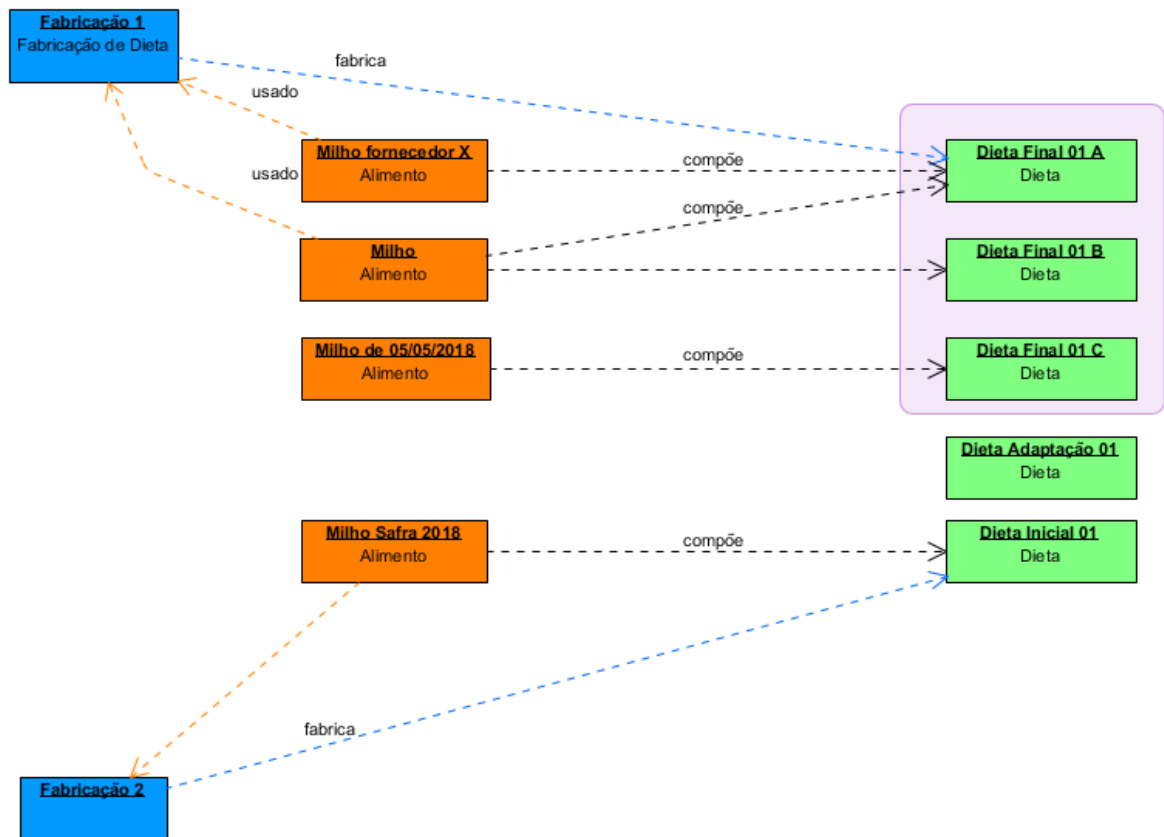 Fabricação 1
Fabricação de Dieta
fabrica
usado
Milho fornecedor X
Alimento
compõe
Dieta Final 01 A
Dieta
usado
compõe
Milho
Alimento
Dieta Final 01 B
Dieta
Milho de 05/05/2018
Alimento
compõe
Dieta Final 01 C
Dieta
Dieta Adaptação 01
Dieta
Milho Safra 2018
Alimento
compõe
Dieta Inicial 01
Dieta
fabrica
Fabricação 2